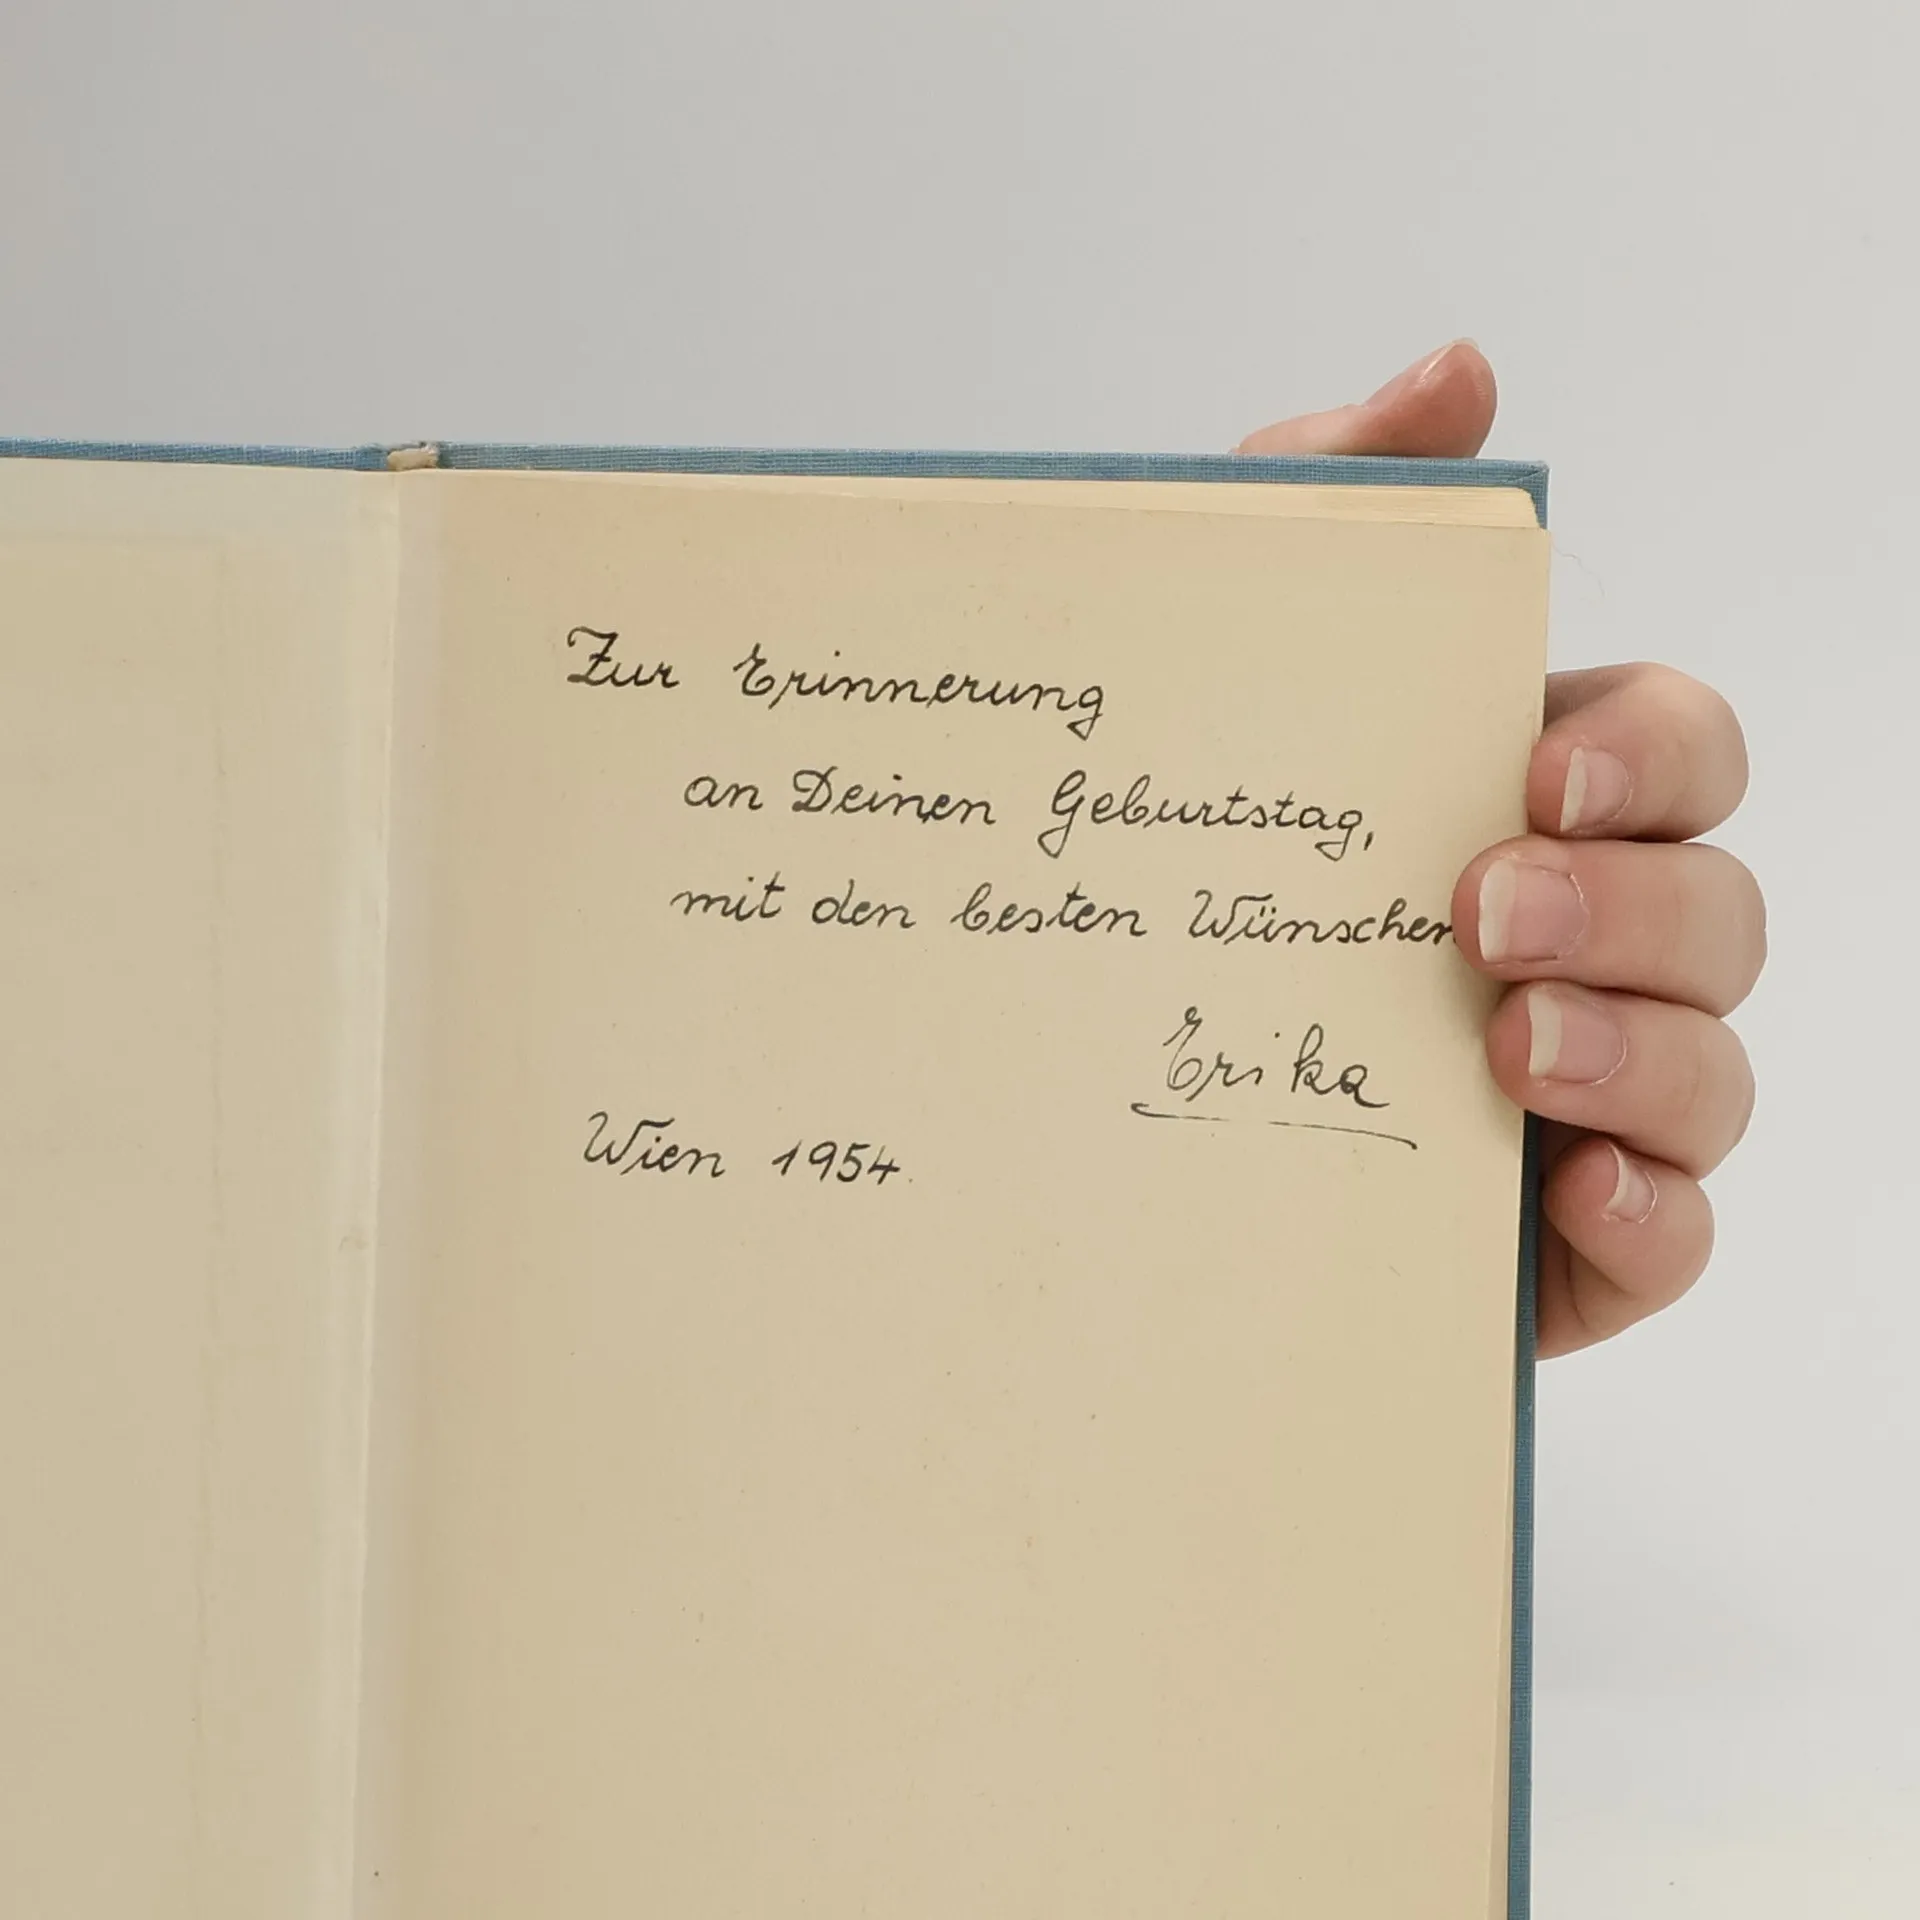 Zur Erinnerung
an Deinen Geburtstag,
mit den besten Wünschen
Erika
Wien 1954.